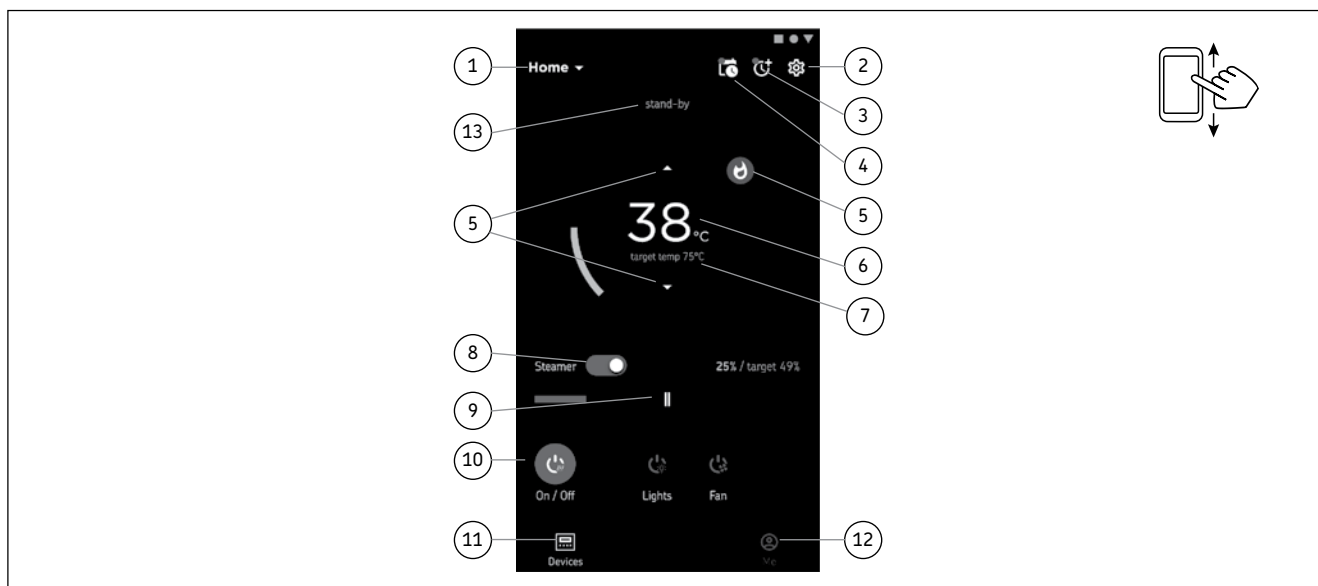 1
Home
2
stand-by
3
13
4
5
5
38 °C
6
target temp 75°C
7
8
Steamer
25% / target 49%
9
10
On / Off
Lights
Fan
11
12
Devices
Me